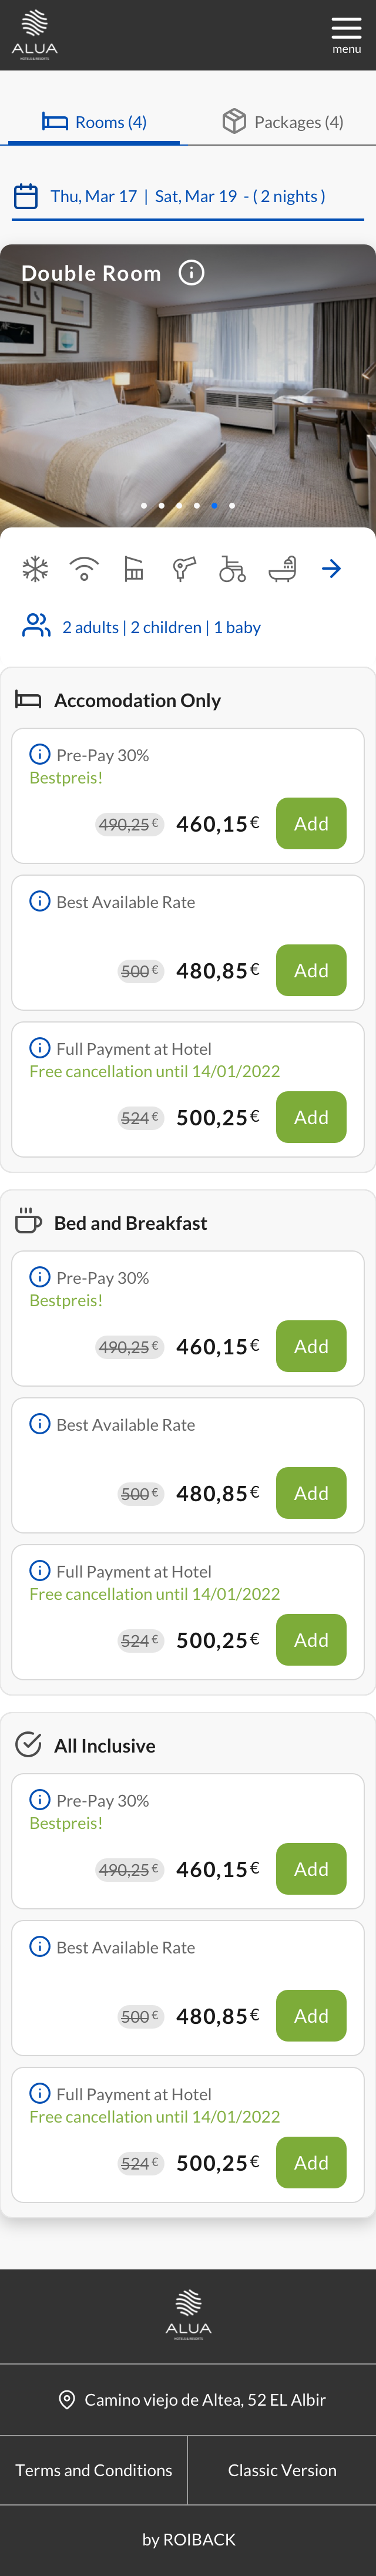 ALUA
HOTELS & RESORTS
menu
Rooms (4)
Packages (4)
Thu, Mar 17 | Sat, Mar 19 - ( 2 nights )
Double Room
2 adults | 2 children | 1 baby
Accomodation Only
Pre-Pay 30%
Bestpreis!
490,25 € 460,15€ Add
Best Available Rate
500 € 480,85€ Add
Full Payment at Hotel
Free cancellation until 14/01/2022
524 € 500,25€ Add
Bed and Breakfast
Pre-Pay 30%
Bestpreis!
490,25 € 460,15€ Add
Best Available Rate
500 € 480,85€ Add
Full Payment at Hotel
Free cancellation until 14/01/2022
524 € 500,25€ Add
All Inclusive
Pre-Pay 30%
Bestpreis!
490,25 € 460,15€ Add
Best Available Rate
500 € 480,85€ Add
Full Payment at Hotel
Free cancellation until 14/01/2022
524 € 500,25€ Add
ALUA
HOTELS & RESORTS
Camino viejo de Altea, 52 EL Albir
Terms and Conditions
Classic Version
by ROIBACK